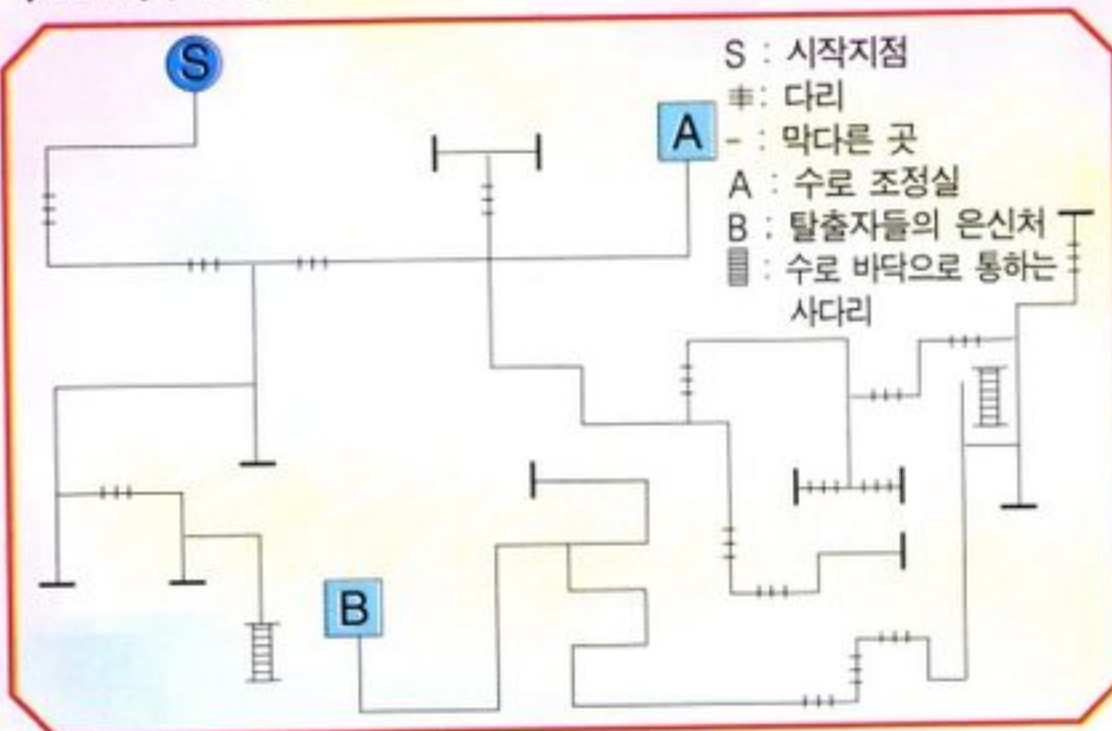 S
A
B
S : 시작지점
: 다리
- : 막다른 곳
A : 수로 조정실
B : 탈출자들의 은신처
: 수로 바닥으로 통하는
사다리